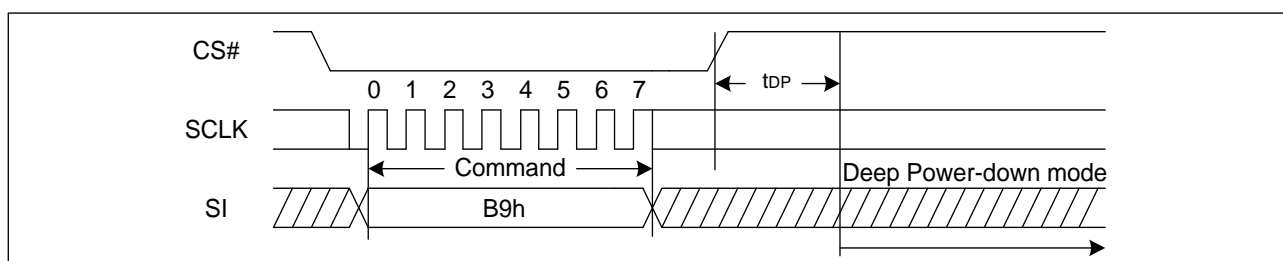 CS#
tDP
0 1 2 3 4 5 6 7
SCLK
Command
Deep Power-down mode
SI
B9h